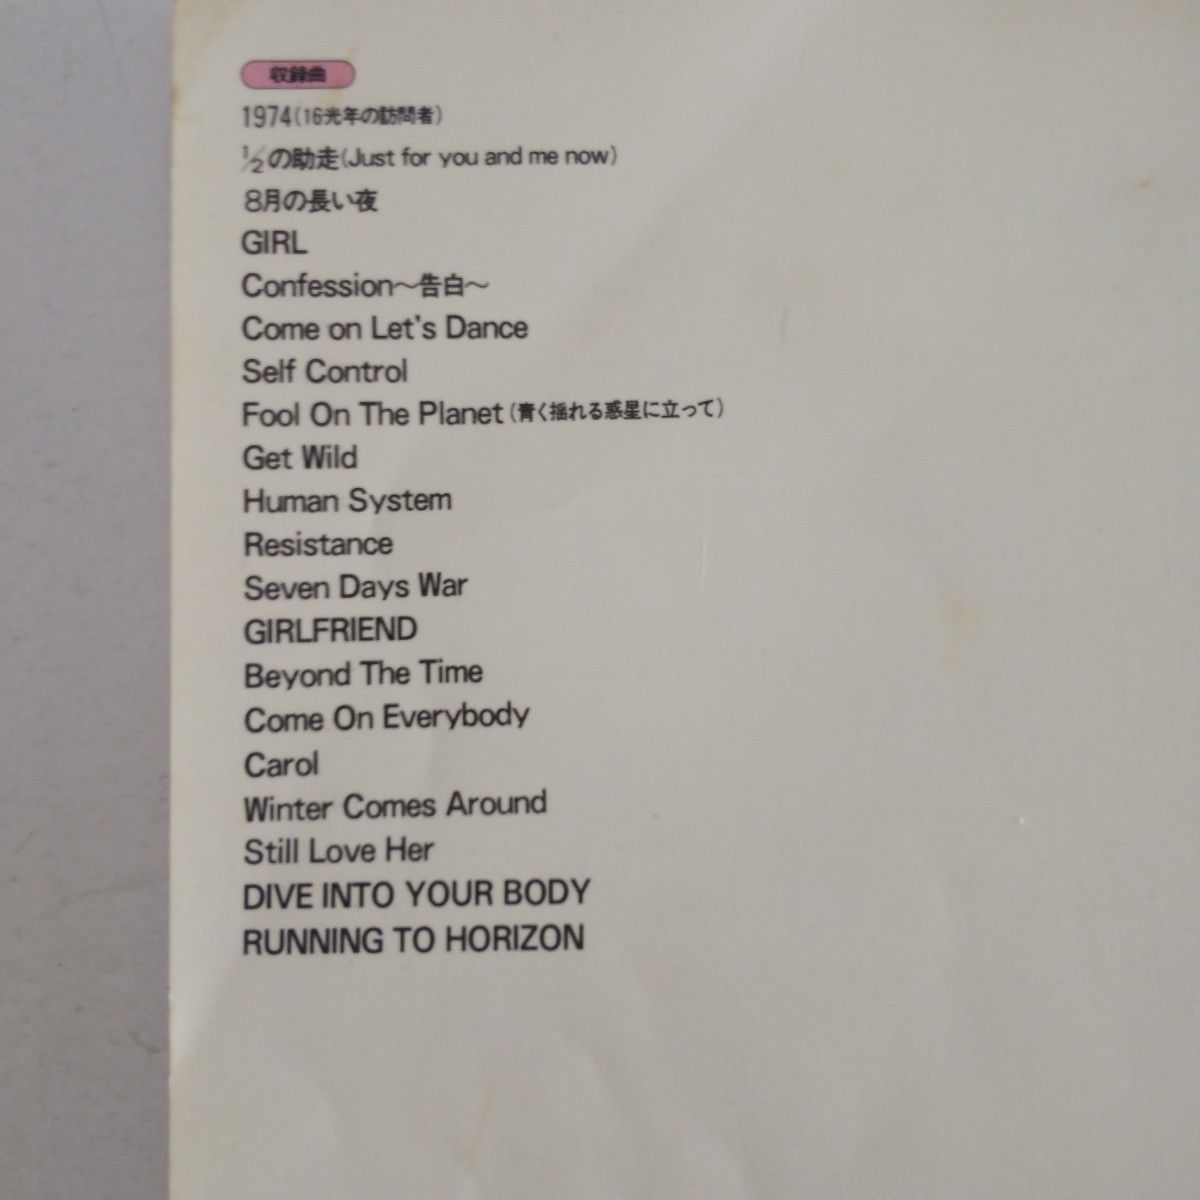 収録曲
1974(16光年の訪問者)
1/2の助走(Just for you and me now)
8月の長い夜
GIRL
Confession〜告白〜
Come on Let's Dance
Self Control
Fool On The Planet(青く揺れる惑星に立って)
Get Wild
Human System
Resistance
Seven Days War
GIRLFRIEND
Beyond The Time
Come On Everybody
Carol
Winter Comes Around
Still Love Her
DIVE INTO YOUR BODY
RUNNING TO HORIZON